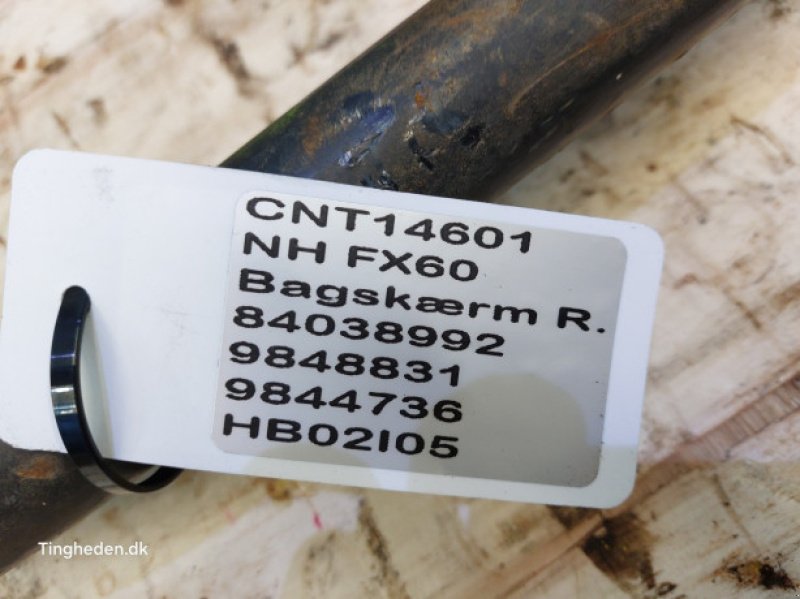 CNT14601
NH FX60
Bagskærm R.
84038992
9848831
9844736
HB02I05
Tingheden.dk